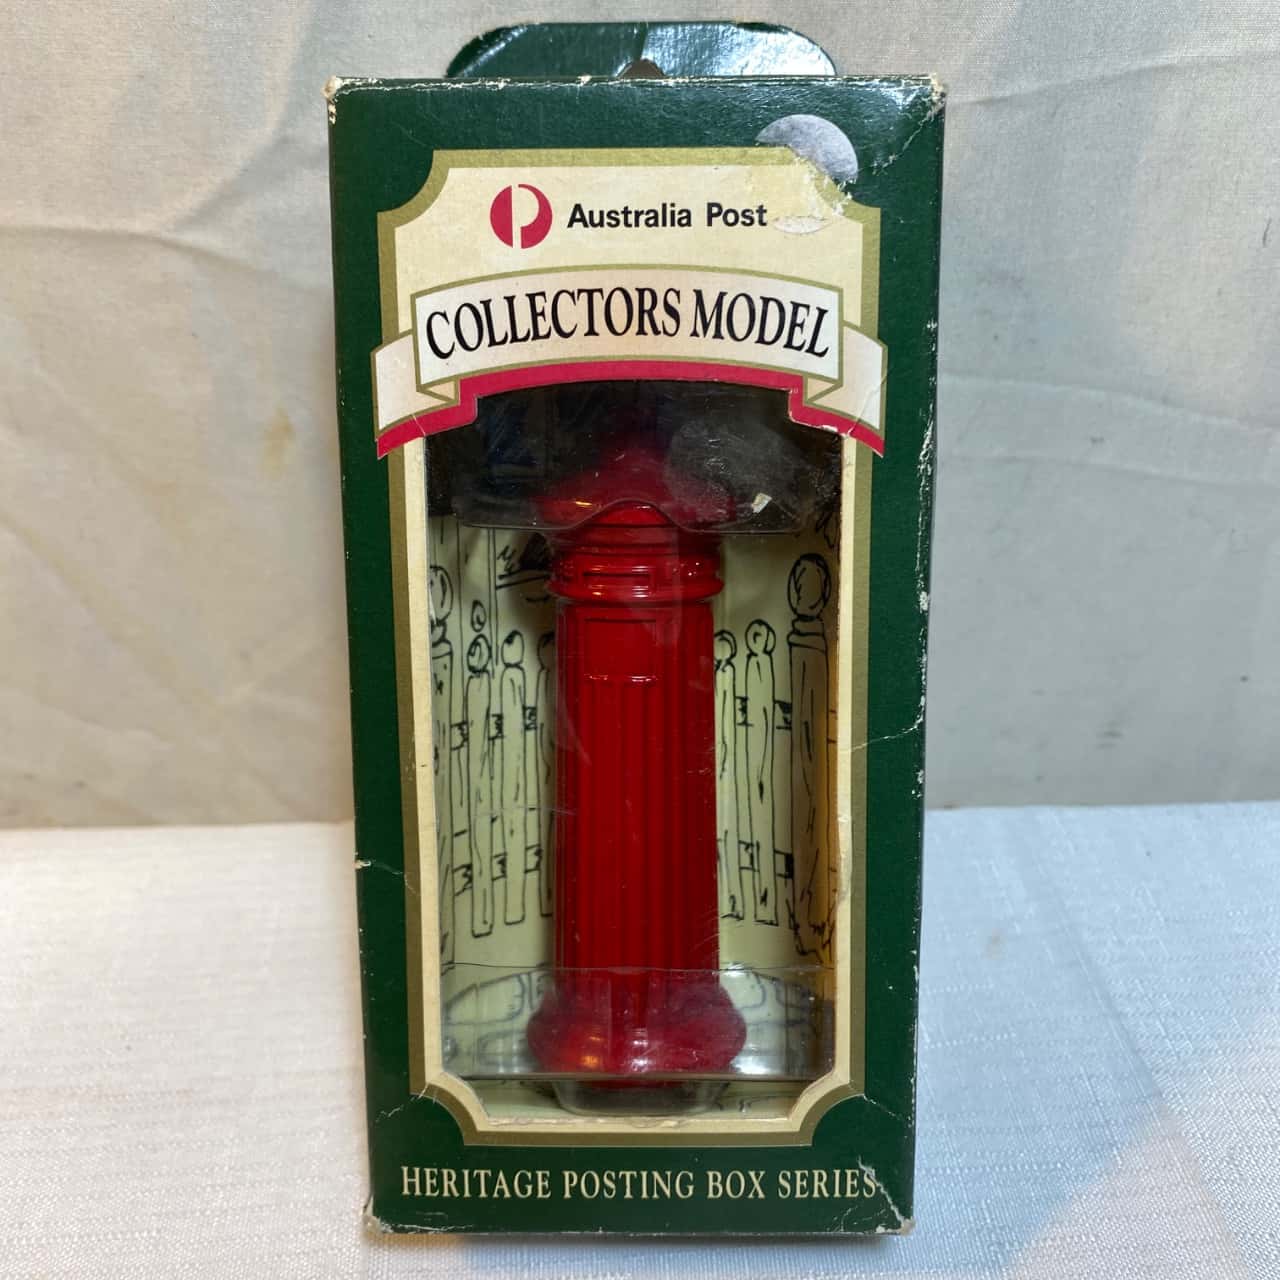 Australia Post
COLLECTORS MODEL
HERITAGE POSTING BOX SERIES